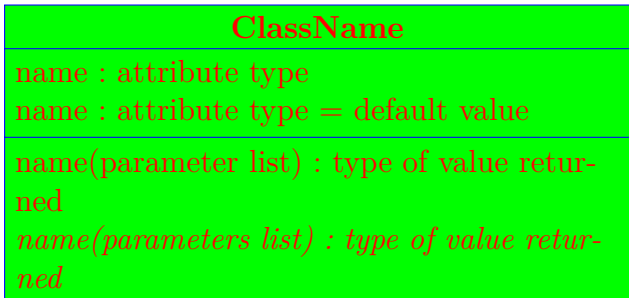 ClassName
name : attribute type
name : attribute type = default value
name(parameter list) : type of value retur-
ned
name(parameters list) : type of value retur-
ned